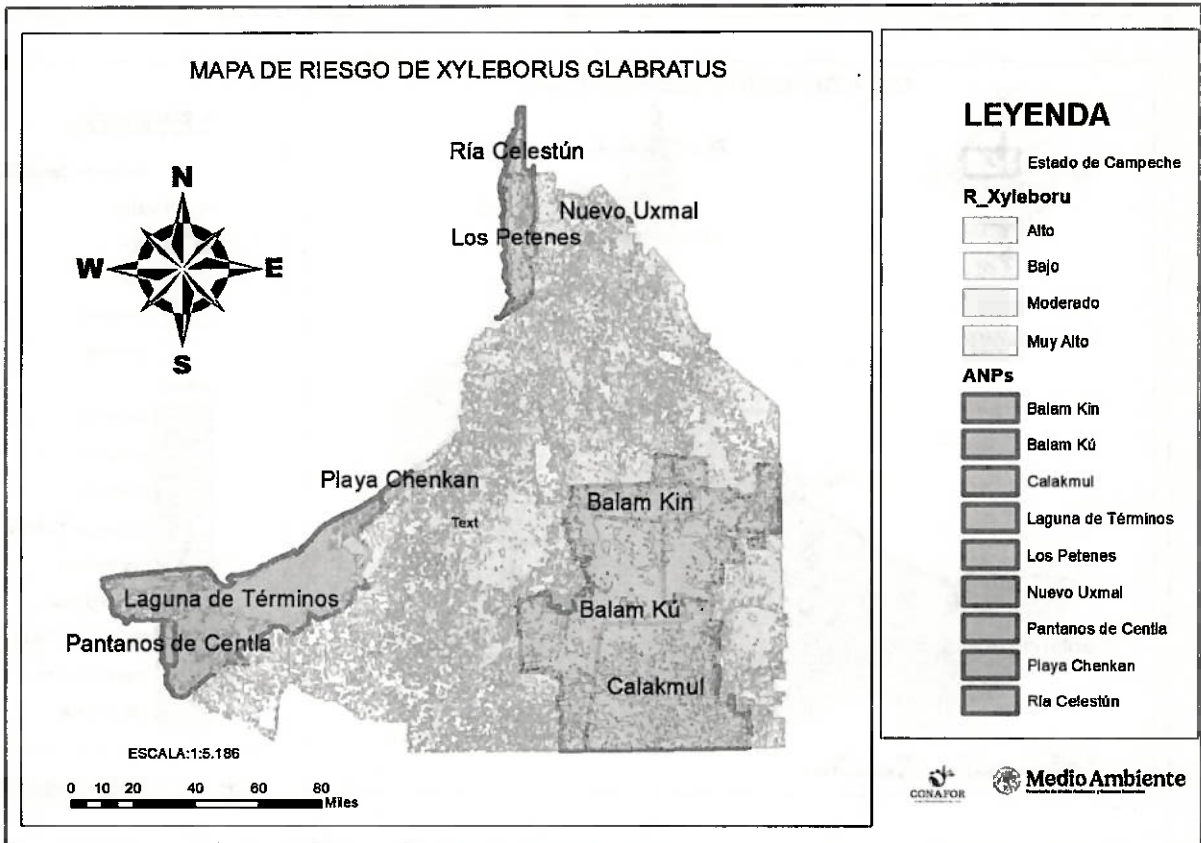 MAPA DE RIESGO DE XYLEBORUS GLABRATUS
N
W E
S
Ría Celestún
Nuevo Uxmal
Los Petenes
Playa Chenkan
Text
Balam Kin
Laguna de Términos
Balam Kú
Pantanos de Centla
Calakmul
ESCALA:1:5.186
0 10 20 40 60 80
Miles
LEYENDA
Estado de Campeche
R_Xyleboru
Alto
Bajo
Moderado
Muy Alto
ANPs
Balam Kin
Balam Kú
Calakmul
Laguna de Términos
Los Petenes
Nuevo Uxmal
Pantanos de Centla
Playa Chenkan
Ría Celestún
CONAFOR
Medio Ambiente